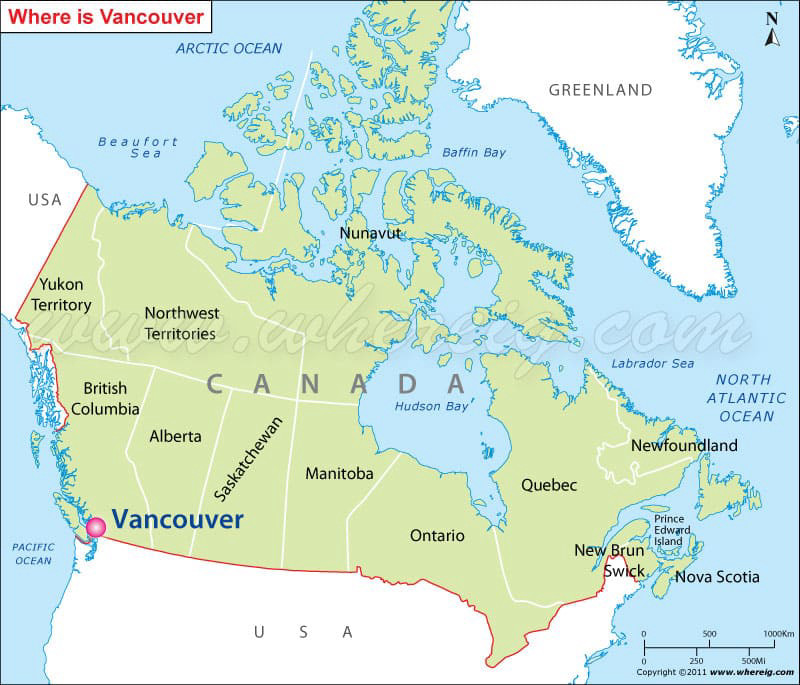 Where is Vancouver
N
ARCTIC OCEAN
GREENLAND
Beaufort
Sea
Baffin Bay
USA
Nunavut
Yukon
Territory
Northwest
Territories
www.whereig.com
Labrador Sea
NORTH
ATLANTIC
OCEAN
CANADA
British
Columbia
Hudson Bay
Alberta
Saskatchewan
Newfoundland
Manitoba
Quebec
Vancouver
Ontario
Prince
Edward
Island
PACIFIC
OCEAN
New Brun
Swick
Nova Scotia
USA
0 500 1000Km
0 250 500Mi
Copyright ©2011 www.whereig.com